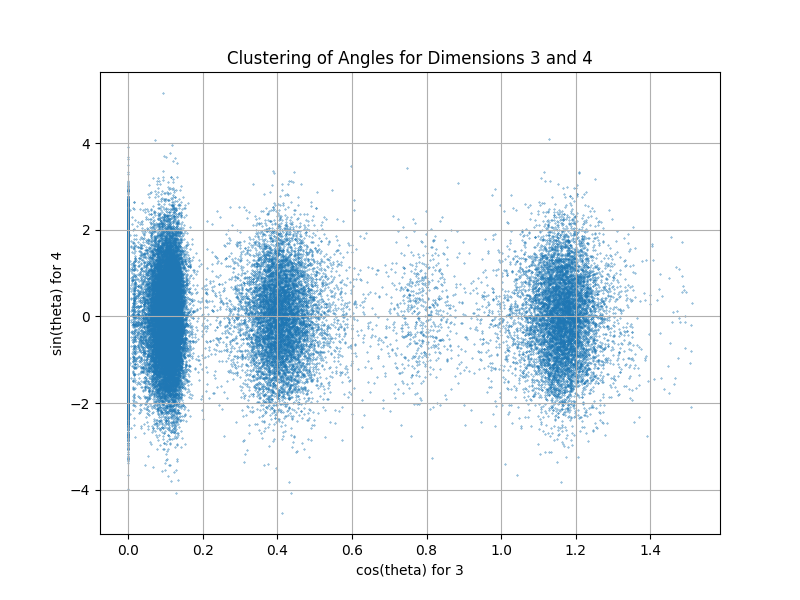 Clustering of Angles for Dimensions 3 and 4
4
2
0
−2
−4
sin(theta) for 4
0.0 0.2 0.4 0.6 0.8 1.0 1.2 1.4
cos(theta) for 3